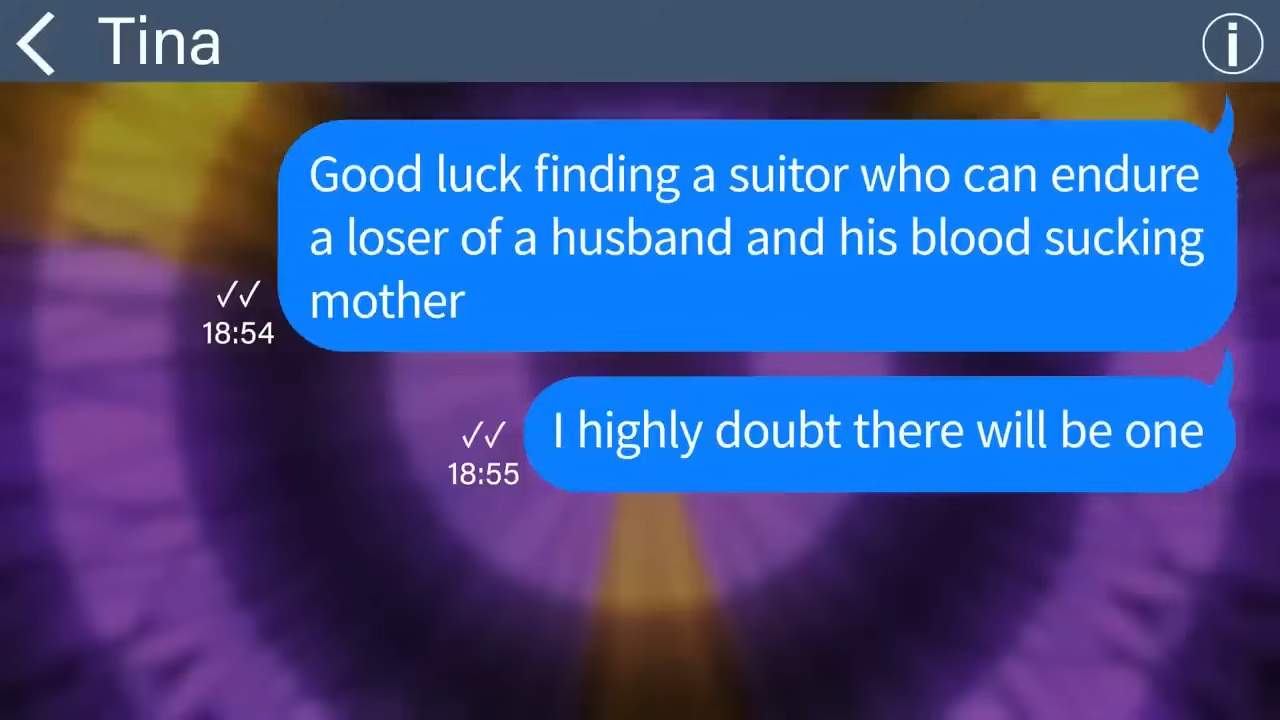 Tina
Good luck finding a suitor who can endure
a loser of a husband and his blood sucking
mother
18:54
I highly doubt there will be one
18:55